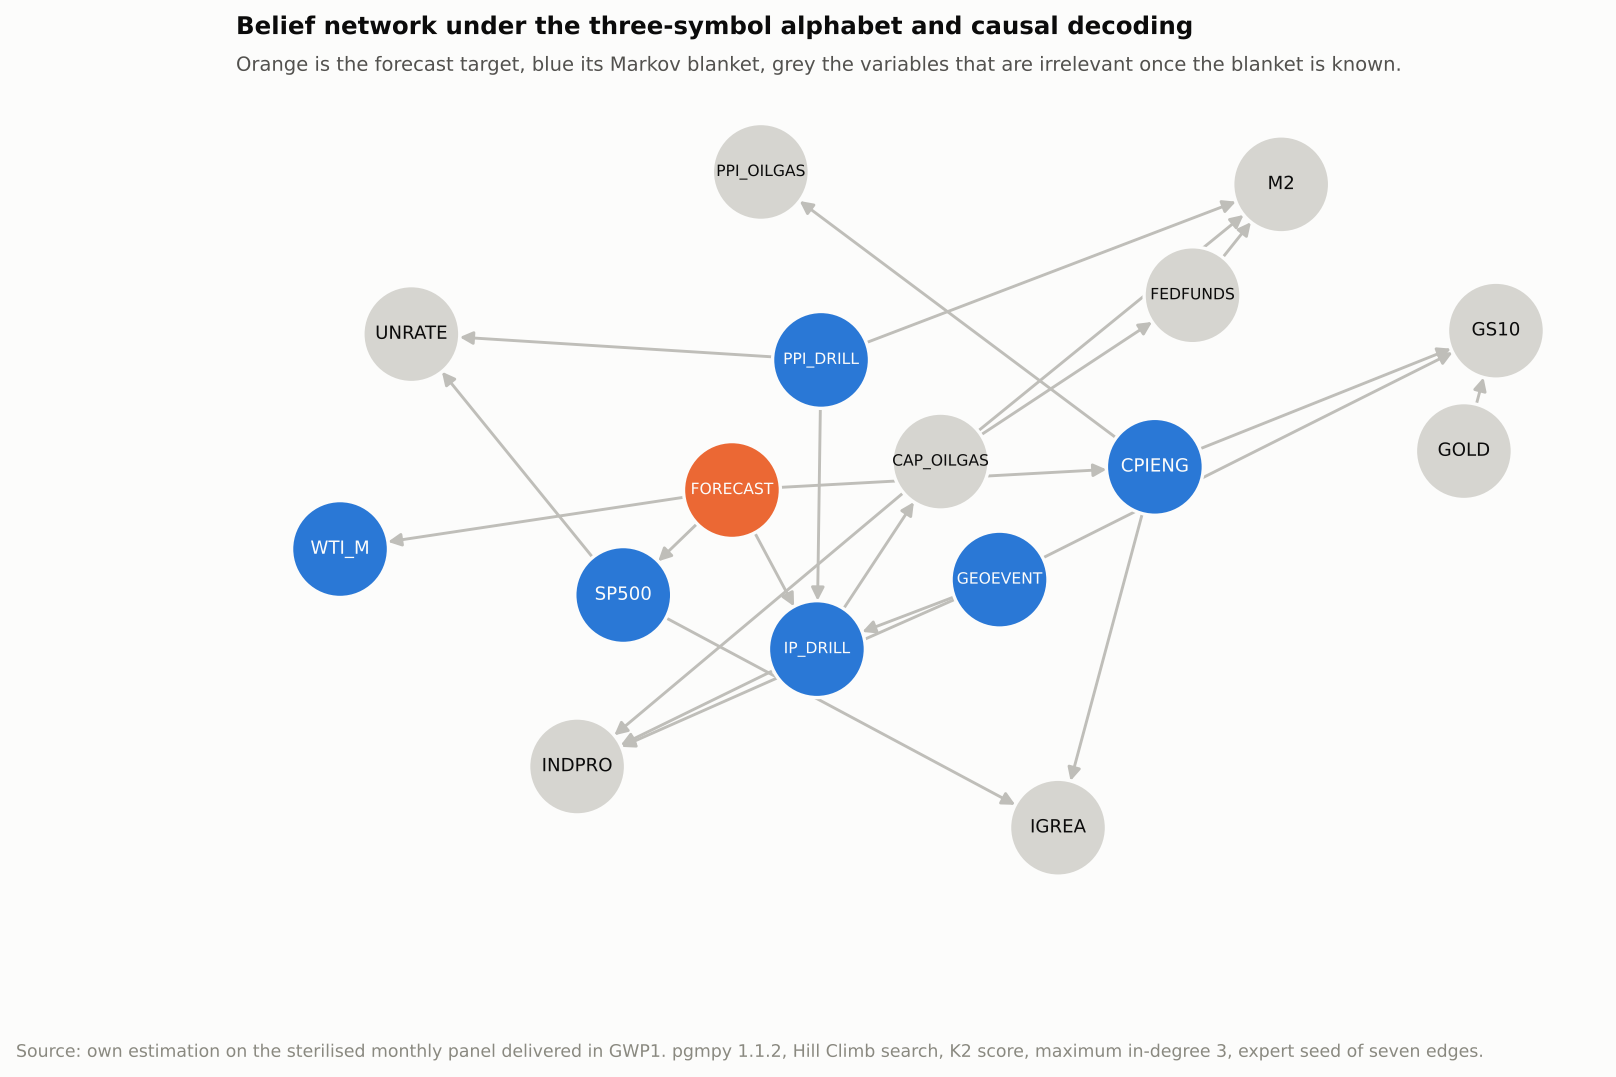 Belief network under the three-symbol alphabet and causal decoding
Orange is the forecast target, blue its Markov blanket, grey the variables that are irrelevant once the blanket is known.
PPI_OILGAS
M2
FEDFUNDS
UNRATE
GS10
PPI_DRILL
GOLD
CAP_OILGAS
CPIENG
FORECAST
WTI_M
GEOEVENT
SP500
IP_DRILL
INDPRO
IGREA
Source: own estimation on the sterilised monthly panel delivered in GWP1. pgmpy 1.1.2, Hill Climb search, K2 score, maximum in-degree 3, expert seed of seven edges.